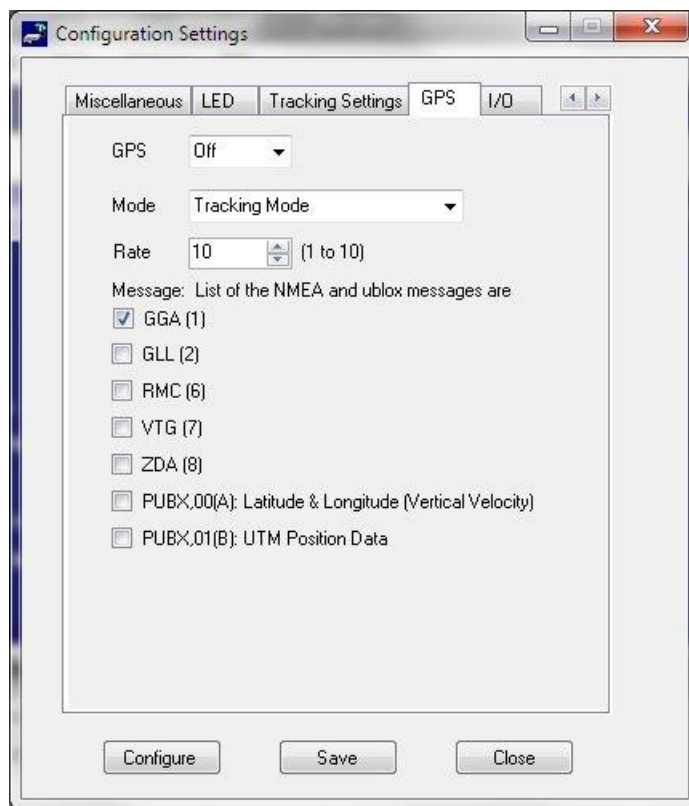 Configuration Settings
Miscellaneous LED Tracking Settings GPS I/O
GPS Off
Mode Tracking Mode
Rate 10 (1 to 10)
Message: List of the NMEA and ublox messages are
GGA (1)
GLL (2)
RMC (6)
VTG (7)
ZDA (8)
PUBX,00(A): Latitude & Longitude (Vertical Velocity)
PUBX,01(B): UTM Position Data
Configure Save Close